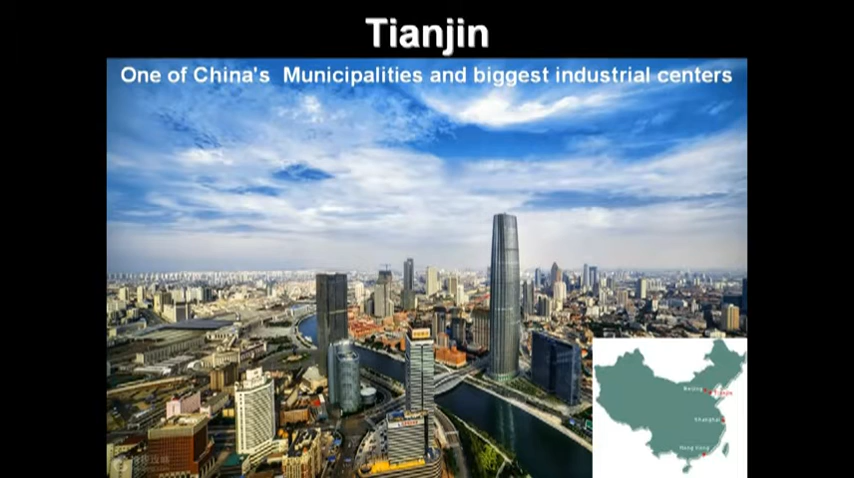 Tianjin
One of China's  Municipalities and biggest industrial centers
Beijing
Tianjin
Shanghai
Hong Kong